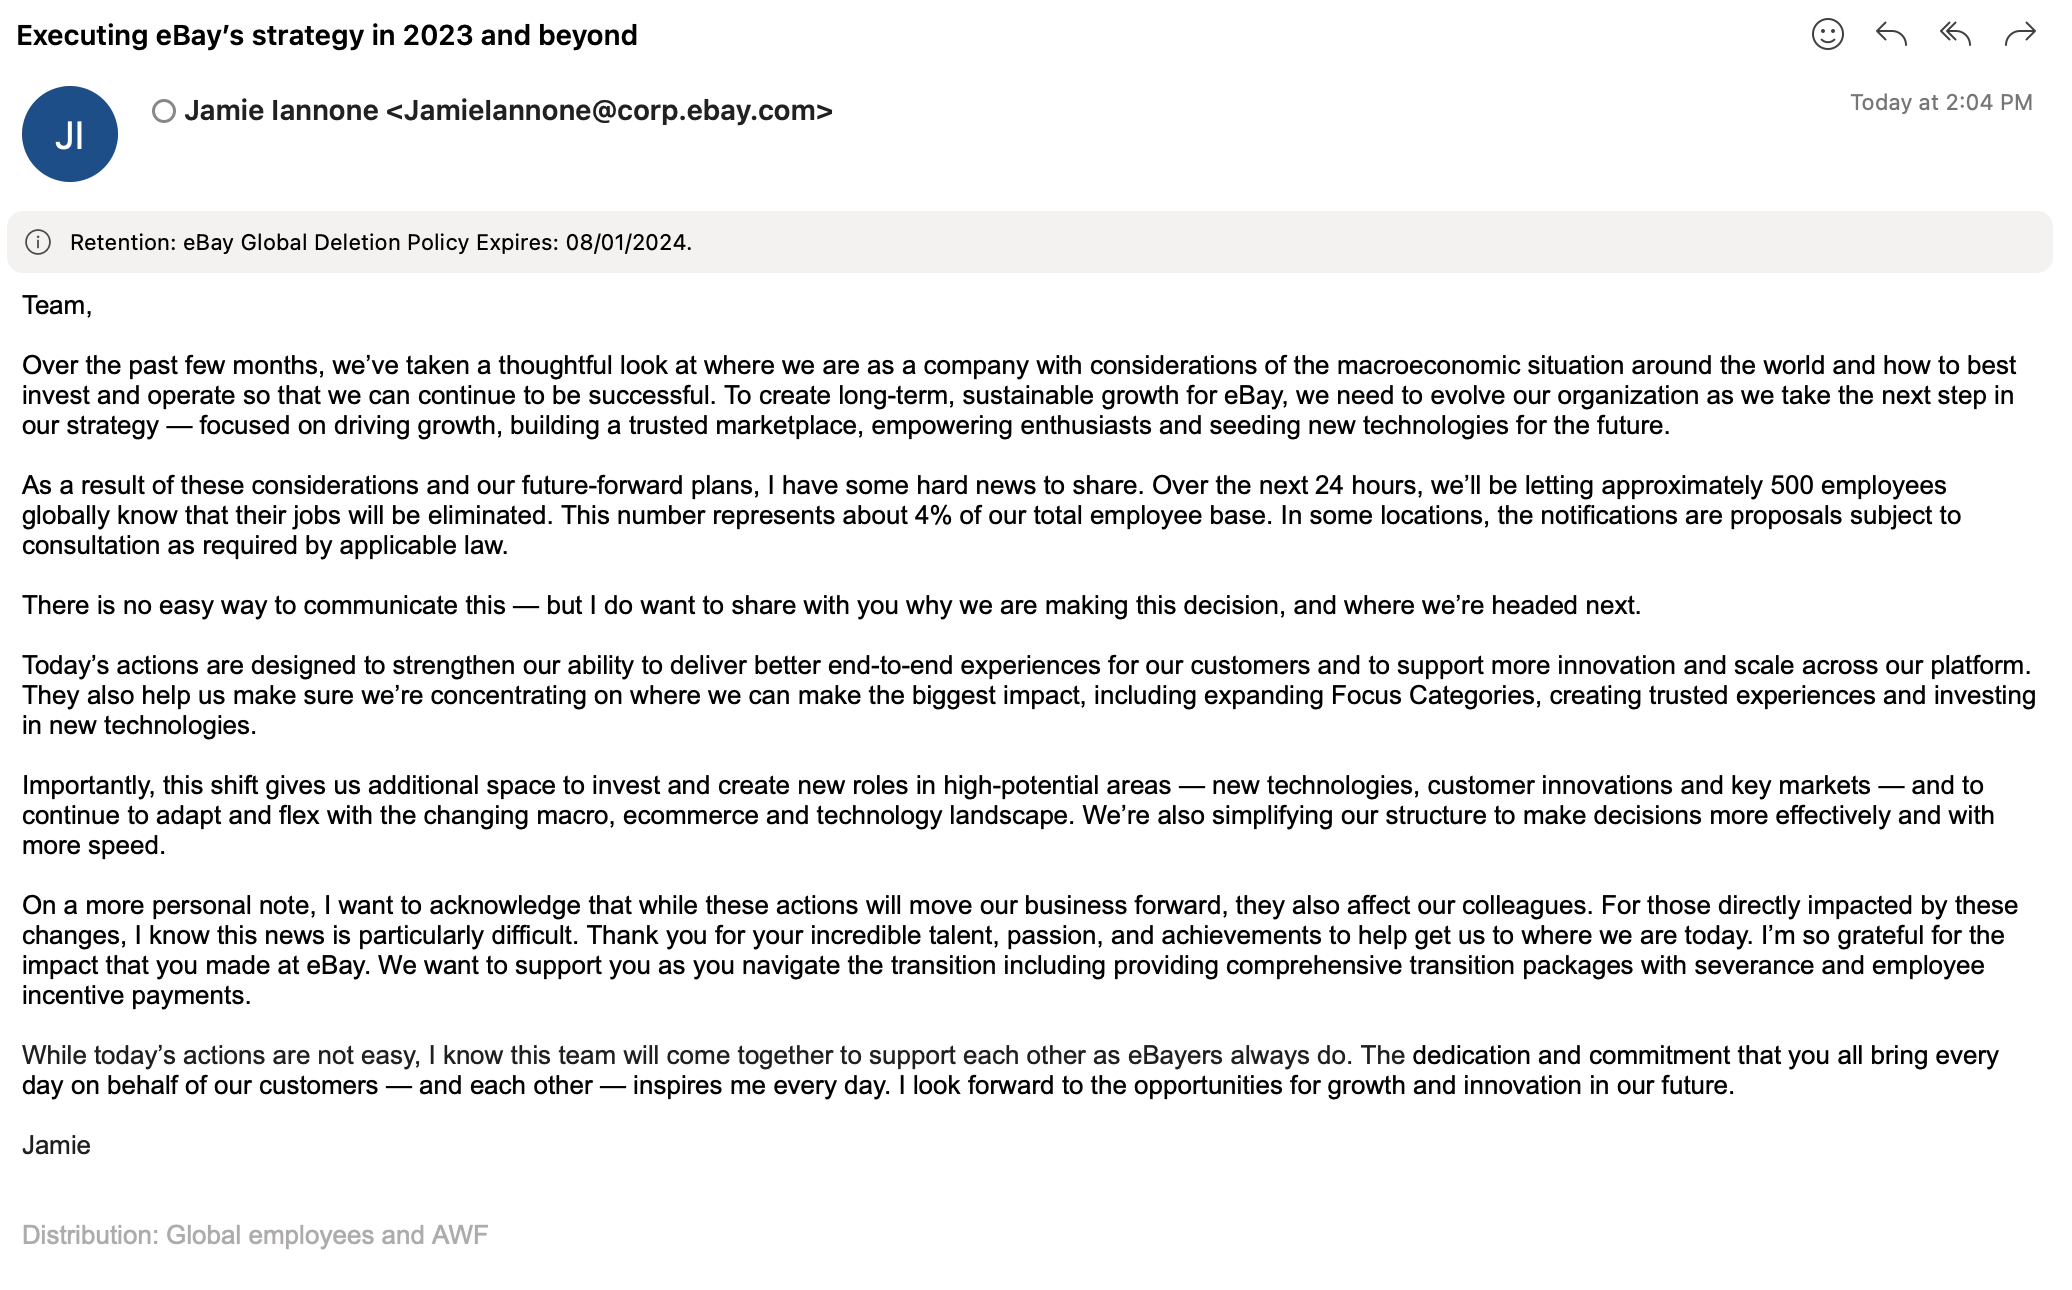 Executing eBay’s strategy in 2023 and beyond
JI
Jamie Iannone <JamieIannone@corp.ebay.com>
Today at 2:04 PM
Retention: eBay Global Deletion Policy Expires: 08/01/2024.
Team,
Over the past few months, we’ve taken a thoughtful look at where we are as a company with considerations of the macroeconomic situation around the world and how to best
invest and operate so that we can continue to be successful. To create long-term, sustainable growth for eBay, we need to evolve our organization as we take the next step in
our strategy — focused on driving growth, building a trusted marketplace, empowering enthusiasts and seeding new technologies for the future.
As a result of these considerations and our future-forward plans, I have some hard news to share. Over the next 24 hours, we’ll be letting approximately 500 employees
globally know that their jobs will be eliminated. This number represents about 4% of our total employee base. In some locations, the notifications are proposals subject to
consultation as required by applicable law.
There is no easy way to communicate this — but I do want to share with you why we are making this decision, and where we’re headed next.
Today’s actions are designed to strengthen our ability to deliver better end-to-end experiences for our customers and to support more innovation and scale across our platform.
They also help us make sure we’re concentrating on where we can make the biggest impact, including expanding Focus Categories, creating trusted experiences and investing
in new technologies.
Importantly, this shift gives us additional space to invest and create new roles in high-potential areas — new technologies, customer innovations and key markets — and to
continue to adapt and flex with the changing macro, ecommerce and technology landscape. We’re also simplifying our structure to make decisions more effectively and with
more speed.
On a more personal note, I want to acknowledge that while these actions will move our business forward, they also affect our colleagues. For those directly impacted by these
changes, I know this news is particularly difficult. Thank you for your incredible talent, passion, and achievements to help get us to where we are today. I’m so grateful for the
impact that you made at eBay. We want to support you as you navigate the transition including providing comprehensive transition packages with severance and employee
incentive payments.
While today’s actions are not easy, I know this team will come together to support each other as eBayers always do. The dedication and commitment that you all bring every
day on behalf of our customers — and each other — inspires me every day. I look forward to the opportunities for growth and innovation in our future.
Jamie
Distribution: Global employees and AWF